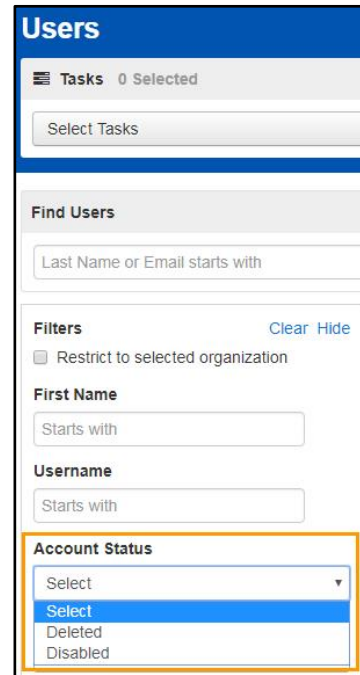 Users
Tasks 0 Selected
Select Tasks
Find Users
Last Name or Email starts with
Filters Clear Hide
Restrict to selected organization
First Name
Starts with
Username
Starts with
Account Status
Select
Select
Deleted
Disabled